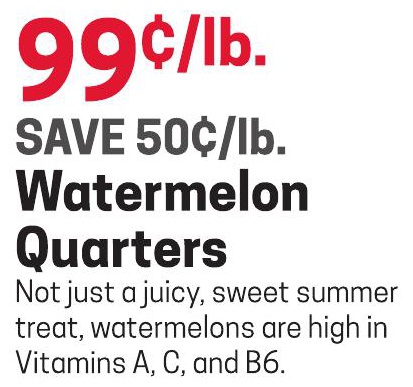 99¢/lb.
SAVE 50¢/lb.
Watermelon
Quarters
Not just a juicy, sweet summer
treat, watermelons are high in
Vitamins A, C, and B6.